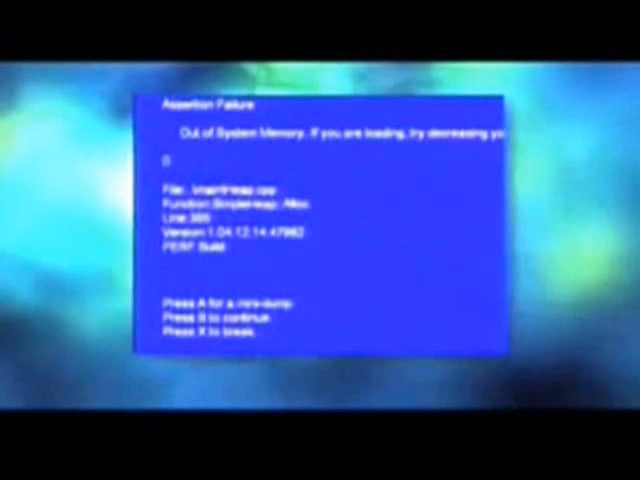 Assertion Failure
Out of System Memory. If you are loading, try decreasing yo
0
File:
Function:
Line:
Version:1.04.12.14.47982
PERF Build
Press A for a mini-dump
Press B to continue
Press X to break